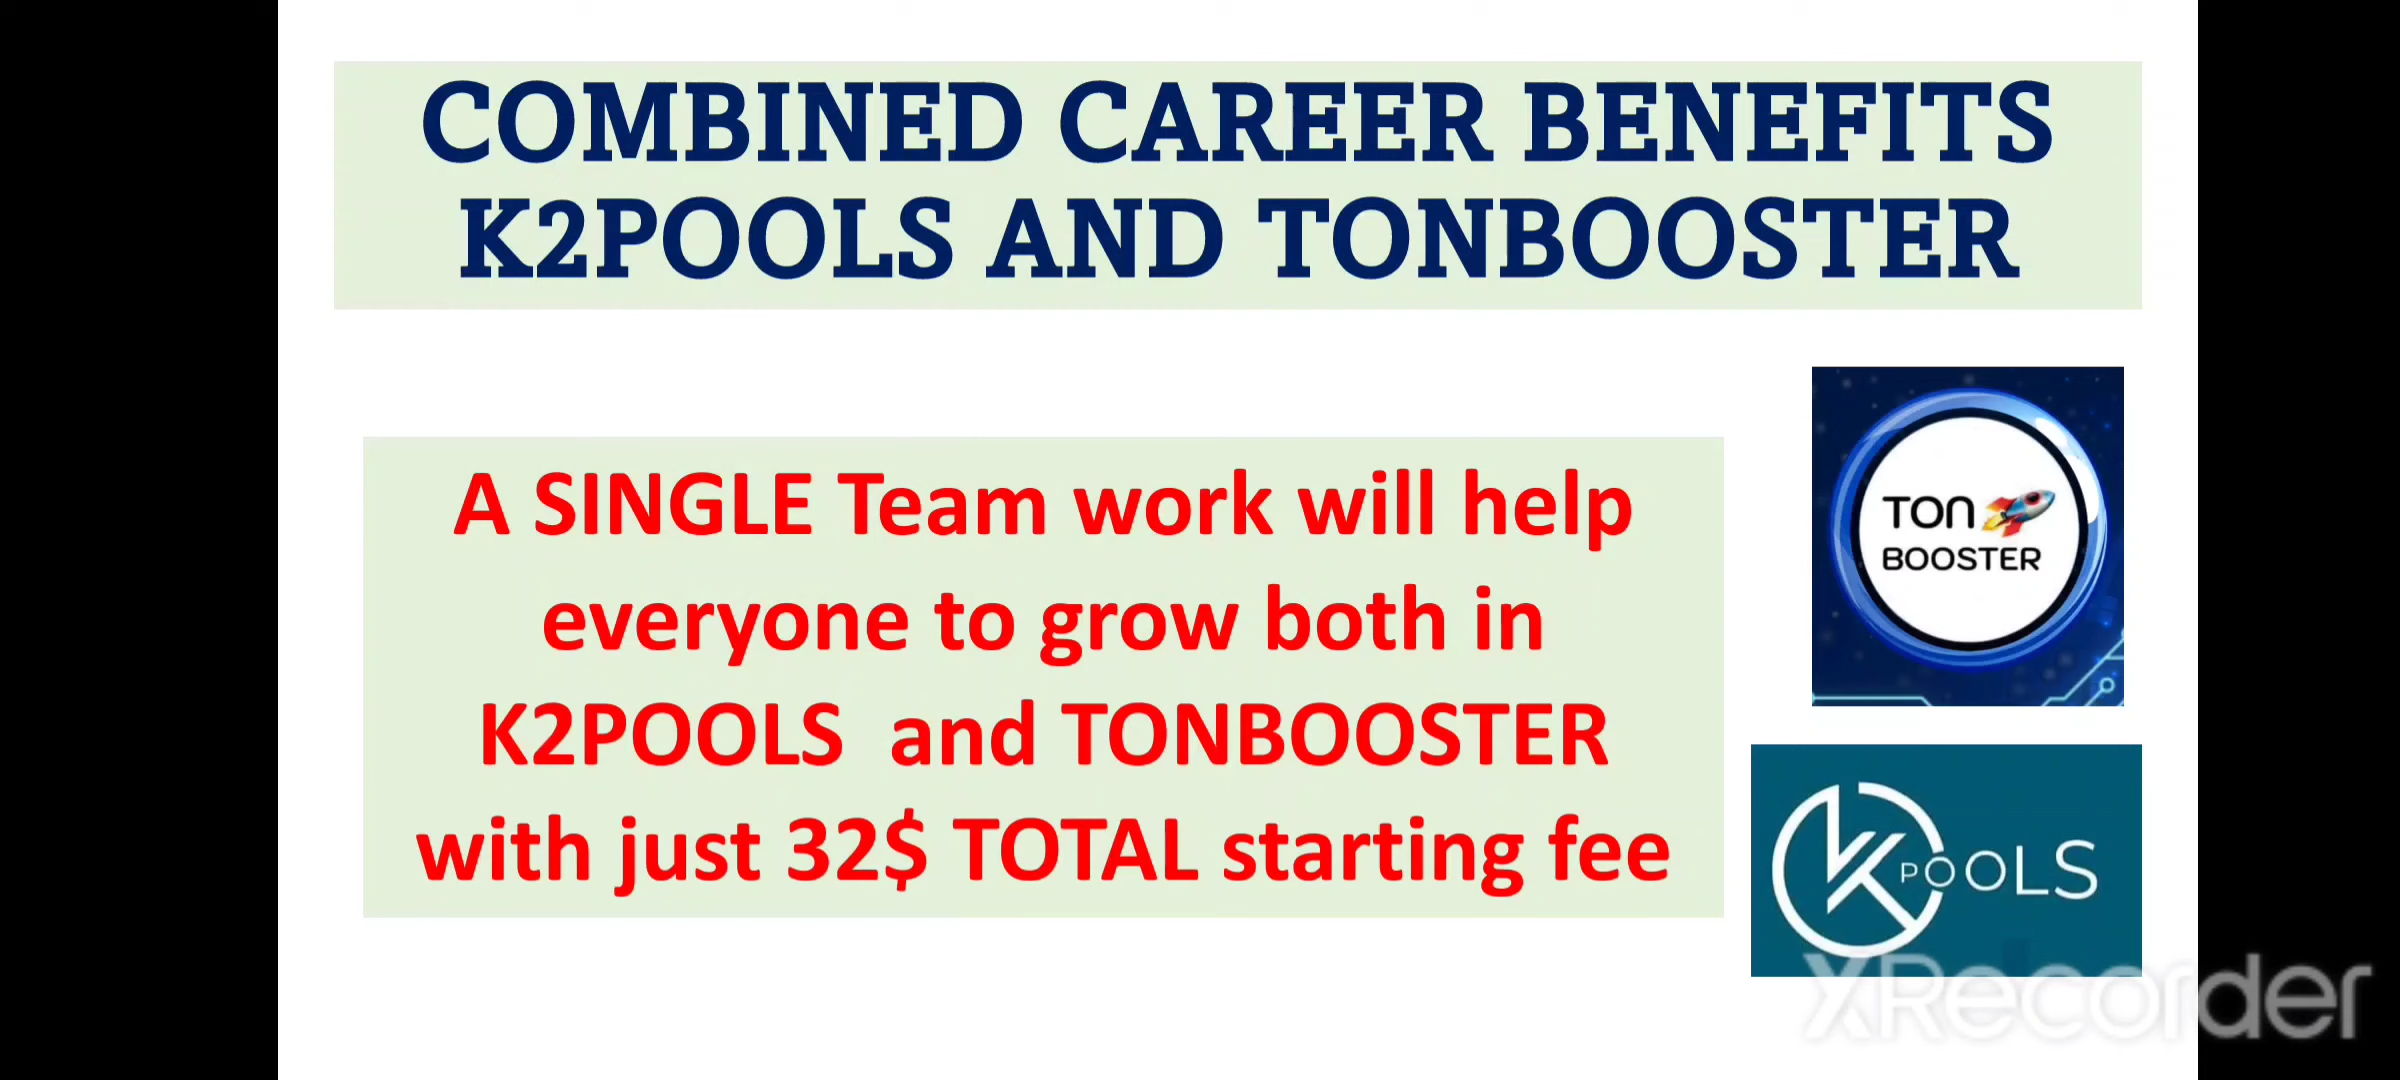 COMBINED CAREER BENEFITS
K2POOLS AND TONBOOSTER
A SINGLE Team work will help
everyone to grow both in
K2POOLS  and TONBOOSTER
with just 32$ TOTAL starting fee
TON
BOOSTER
K POOLS
XRecorder